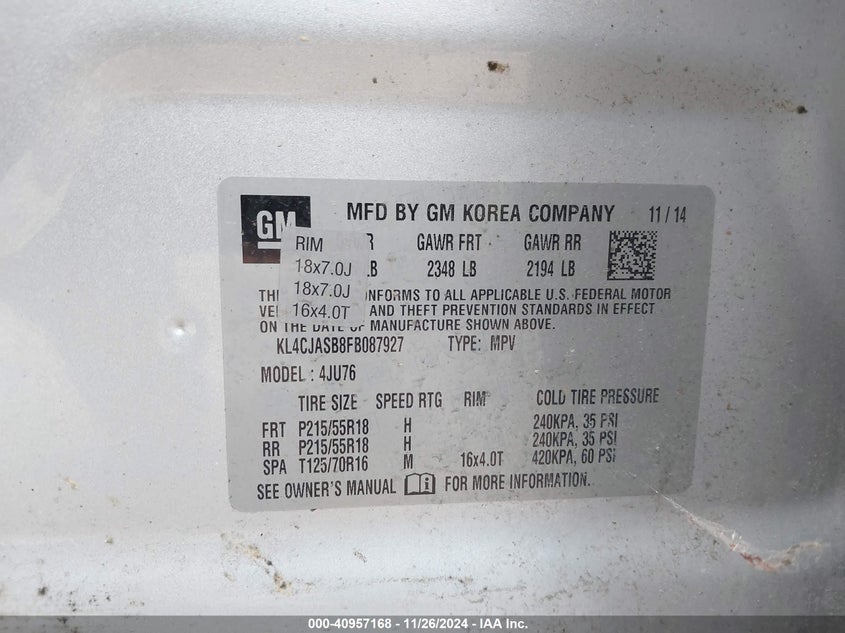 GM MFD BY GM KOREA COMPANY 11/14
RIM
18x7.0J
18x7.0J
16x4.0T
GAWR FRT GAWR RR
LB 2348 LB 2194 LB
INFORMS TO ALL APPLICABLE U.S. FEDERAL MOTOR
AND THEFT PREVENTION STANDARDS IN EFFECT
ON THE DATE OF MANUFACTURE SHOWN ABOVE.
KL4CJASB8FB087927 TYPE: MPV
MODEL : 4JU76
TIRE SIZE SPEED RTG RIM COLD TIRE PRESSURE
FRT P215/55R18 H 240KPA, 35 PSI
RR P215/55R18 H 240KPA, 35 PSI
SPA T125/70R16 M 16x4.0T 420KPA, 60 PSI
SEE OWNER'S MANUAL FOR MORE INFORMATION.
000-40957168 - 11/26/2024 - IAA Inc.